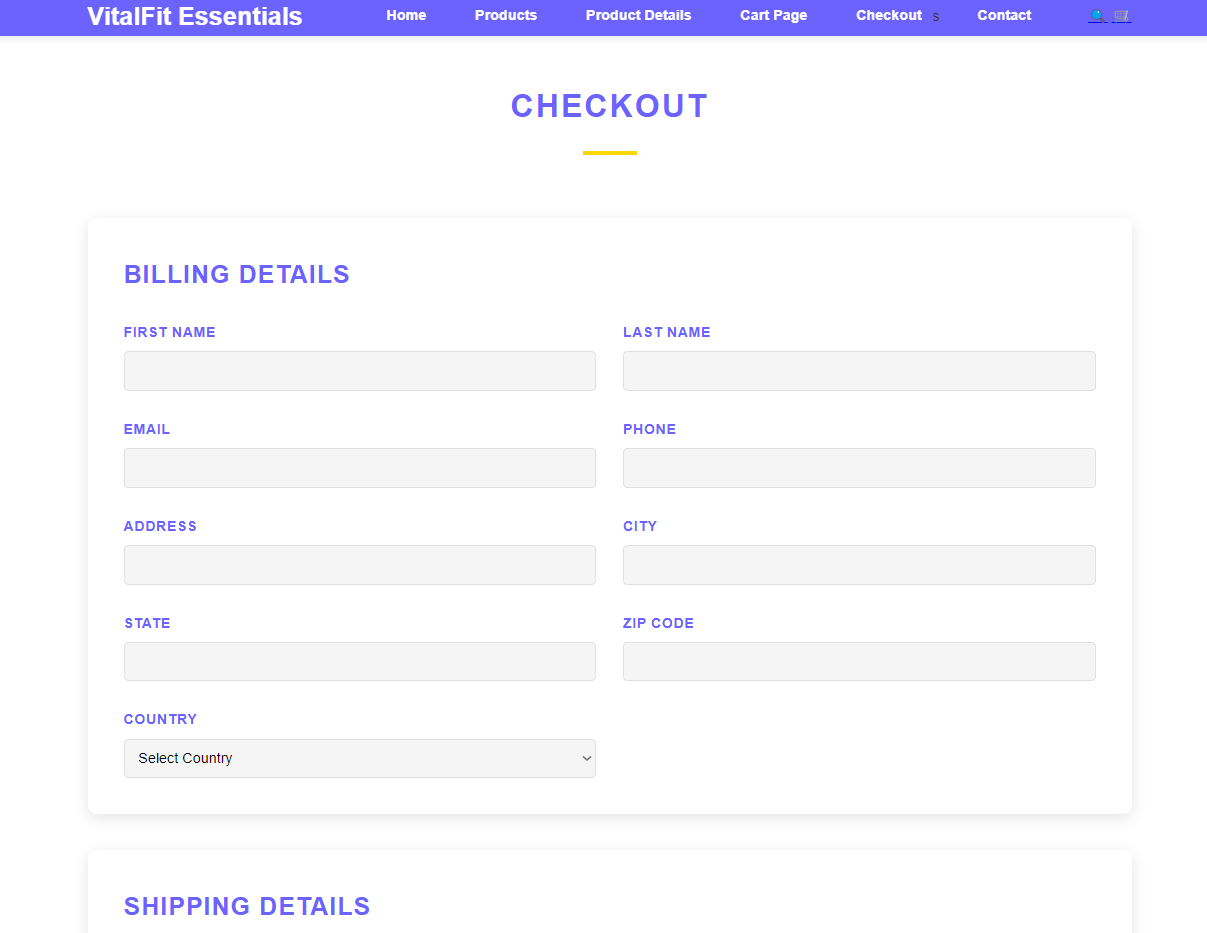 VitalFit Essentials Home Products Product Details Cart Page Checkout s Contact
CHECKOUT
BILLING DETAILS
FIRST NAME LAST NAME
EMAIL PHONE
ADDRESS CITY
STATE ZIP CODE
COUNTRY
Select Country
SHIPPING DETAILS